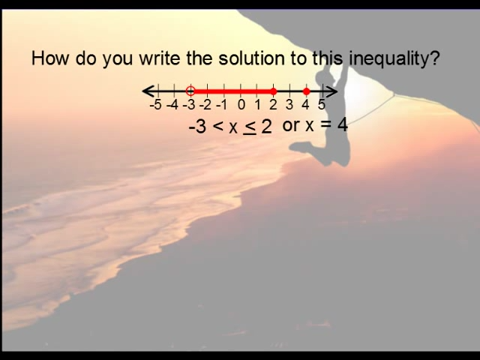 How do you write the solution to this inequality?
-5 -4 -3 -2 -1 0 1 2 3 4 5
-3 < x ≤ 2 or x = 4